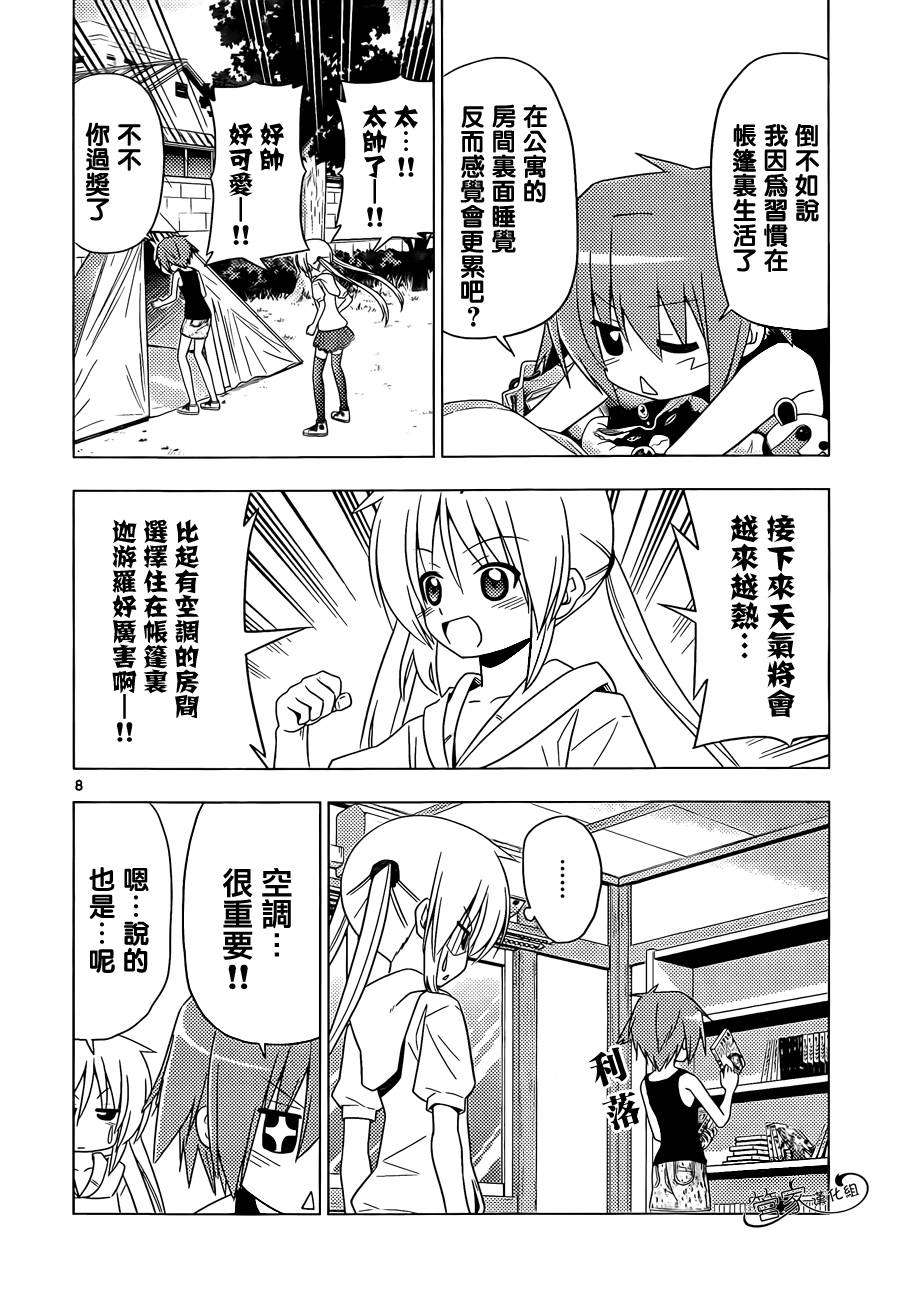 倒不如說
我因為習慣在
帳篷裏生活了
在公寓的
房間裏面睡覺
反而感覺會
更累吧？
太…!!
太帥了—!!
好帥
好可愛—!!
不不
你過獎了
接下來天氣將會
越來越熱…
比起有空調的房間
選擇住在帳篷裏
迦游羅好厲害啊—!!
8
……
利落
空調…
很重要!!
嗯…說的
也是…呢
管家漢化組